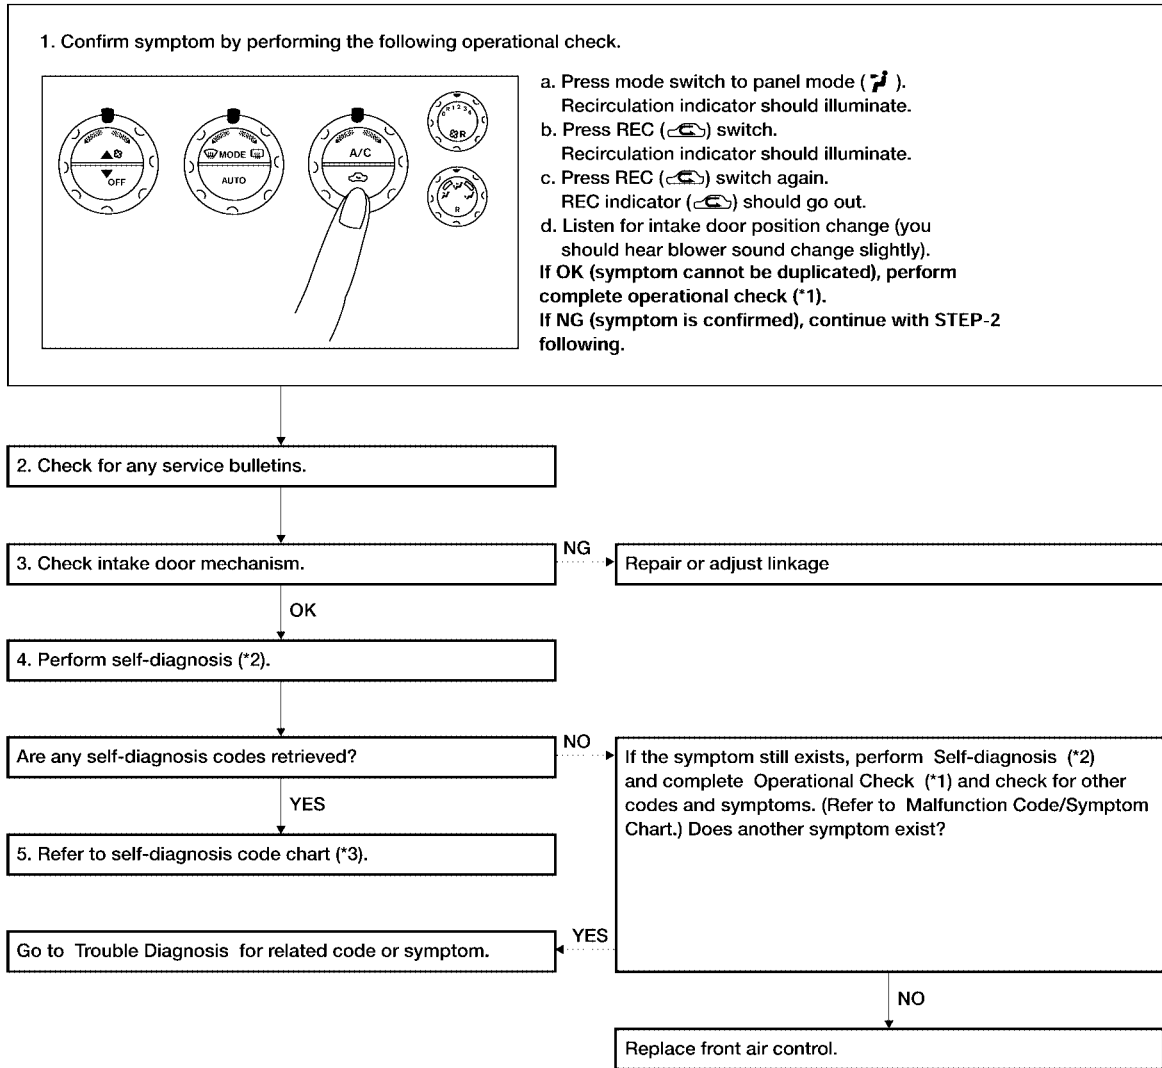 1. Confirm symptom by performing the following operational check.
OFF
MODE
AUTO
A/C
0 1 2 3 4
R
R
a. Press mode switch to panel mode ( ).
Recirculation indicator should illuminate.
b. Press REC ( ) switch.
Recirculation indicator should illuminate.
c. Press REC ( ) switch again.
REC indicator ( ) should go out.
d. Listen for intake door position change (you
should hear blower sound change slightly).
If OK (symptom cannot be duplicated), perform
complete operational check (*1).
If NG (symptom is confirmed), continue with STEP-2
following.
2. Check for any service bulletins.
3. Check intake door mechanism.
NG
Repair or adjust linkage
OK
4. Perform self-diagnosis (*2).
Are any self-diagnosis codes retrieved?
NO
If the symptom still exists, perform Self-diagnosis (*2)
and complete Operational Check (*1) and check for other
codes and symptoms. (Refer to Malfunction Code/Symptom
Chart.) Does another symptom exist?
YES
5. Refer to self-diagnosis code chart (*3).
YES
Go to Trouble Diagnosis for related code or symptom.
NO
Replace front air control.